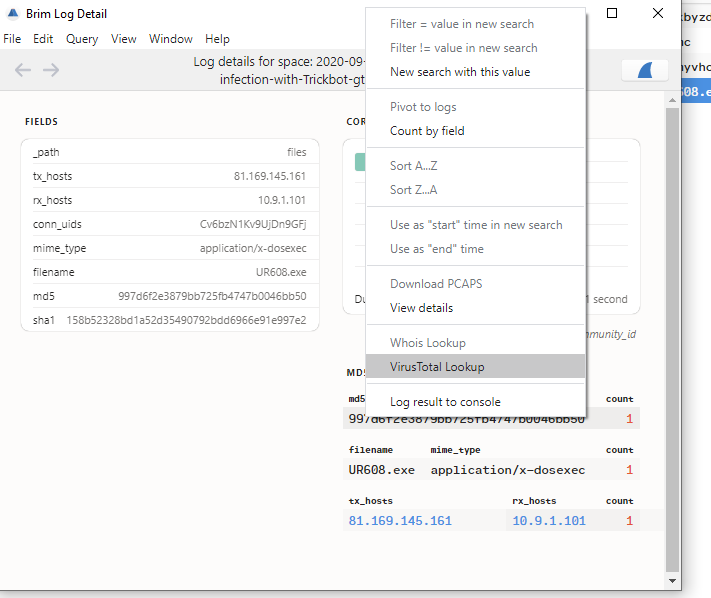 Brim Log Detail
File Edit Query View Window Help
Log details for space: 2020-09-
infection-with-Trickbot-gt
FIELDS
_path files
tx_hosts 81.169.145.161
rx_hosts 10.9.1.101
conn_uids Cv6bzN1Kv9UjDn9GFj
mime_type application/x-dosexec
filename UR608.exe
md5 997d6f2e3879bb725fb4747b0046bb50
sha1 158b52328bd1a52d35490792bdd6966e91e997e2
COR
Du
1 second
mmunity_id
Filter = value in new search
Filter != value in new search
New search with this value
Pivot to logs
Count by field
Sort A...Z
Sort Z...A
Use as "start" time in new search
Use as "end" time
Download PCAPS
View details
Whois Lookup
VirusTotal Lookup
Log result to console
MD5
md5 count
997d6f2e3879bb725fb4747b0046bb50 1
filename mime_type count
UR608.exe application/x-dosexec 1
tx_hosts rx_hosts count
81.169.145.161 10.9.1.101 1
kbyzd
nc
nyvho
608.e